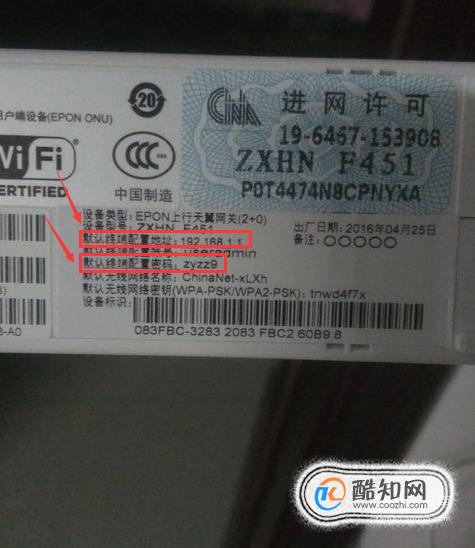 用户端设备(EPON ONU)
20
WiFi
CERTIFIED
中国制造
进网许可
19-6467-153908
ZXHN F451
P0T4474N8CPNYXA
设备类型: EPON上行天翼网关(2+0)
设备型号: ZXHN F451
出厂日期: 2016年04月25日
默认终端配置地址: 192.168.1.1
备注: ○○○○○
默认终端配置账号: useradmin
默认终端配置密码: zyzz9
默认无线网络名称: ChinaNet-xLXh
默认无线网络密钥(WPA-PSK/WPA2-PSK): tnwd4f7x
设备标识:
083FBC-3283 2083 FBC2 60B9 8
8-A0
酷知网
www.coozhi.com